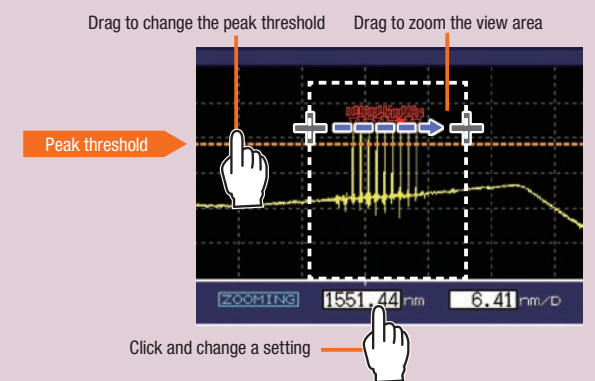 Drag to change the peak threshold
Drag to zoom the view area
Peak threshold
ZOOMING 1551.44 nm 6.41 nm/D
Click and change a setting